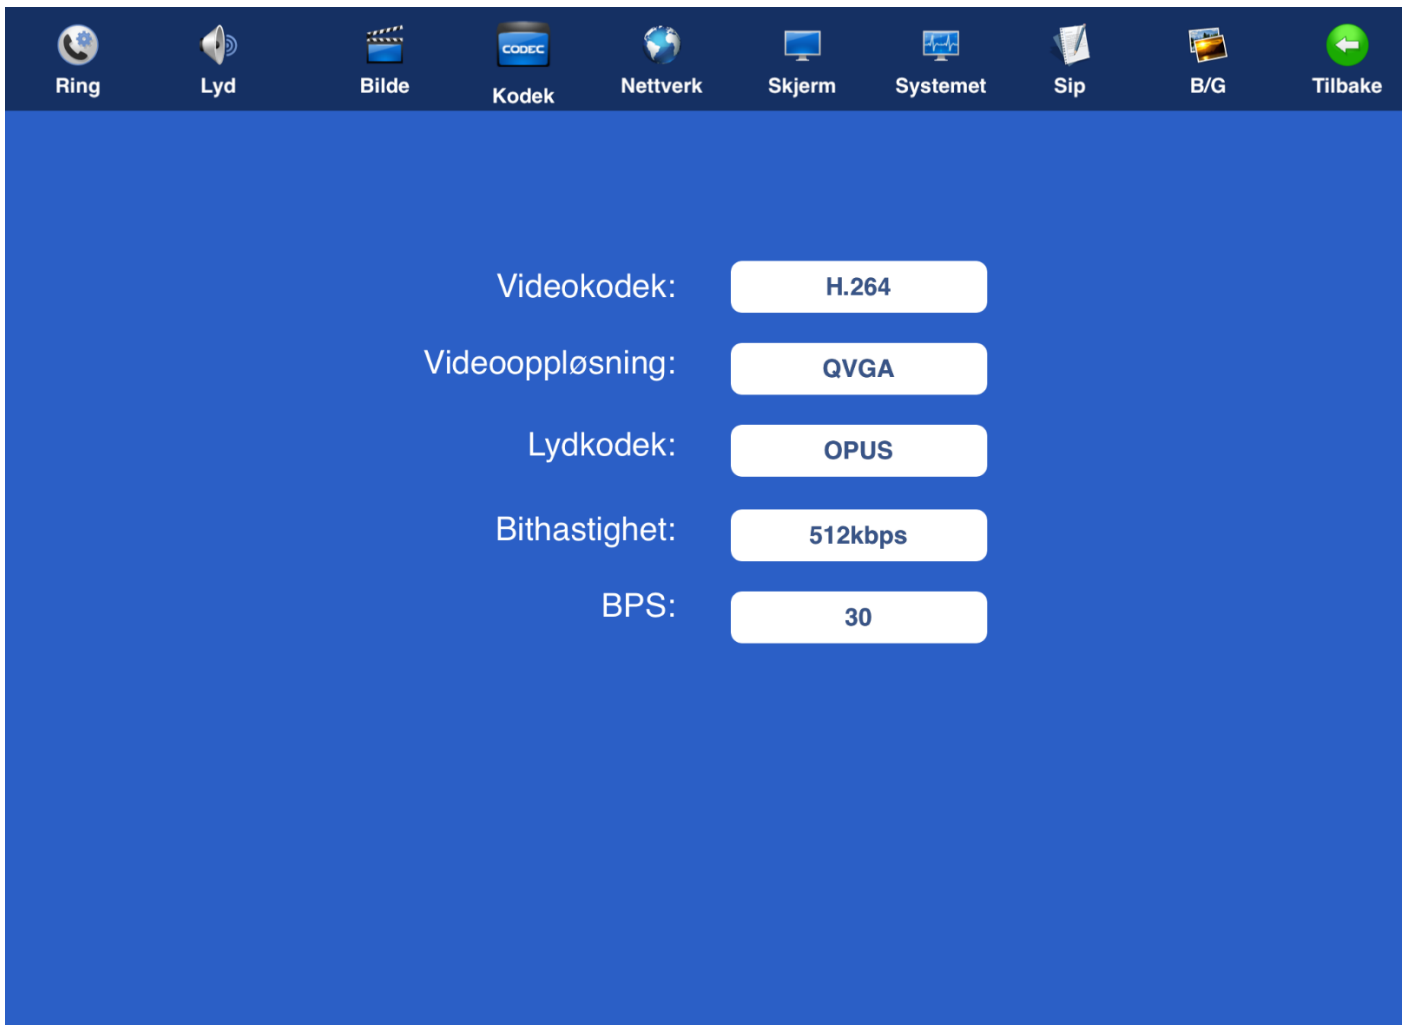 CODEC
Ring Lyd Bilde Kodek Nettverk Skjerm Systemet Sip B/G Tilbake
Videokodek: H.264
Videooppløsning: QVGA
Lydkodek: OPUS
Bithastighet: 512kbps
BPS: 30